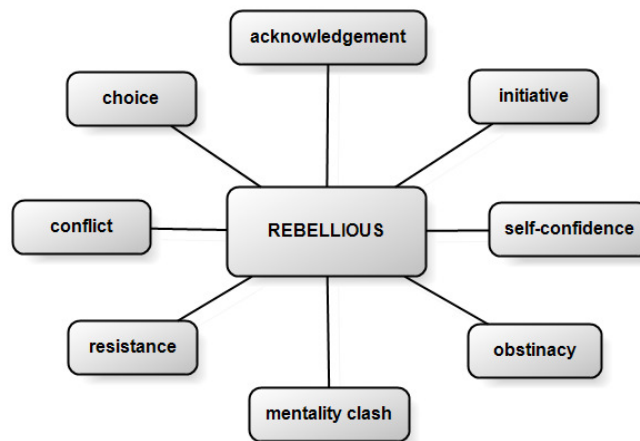 acknowledgement
choice
initiative
conflict
REBELLIOUS
self-confidence
resistance
obstinacy
mentality clash